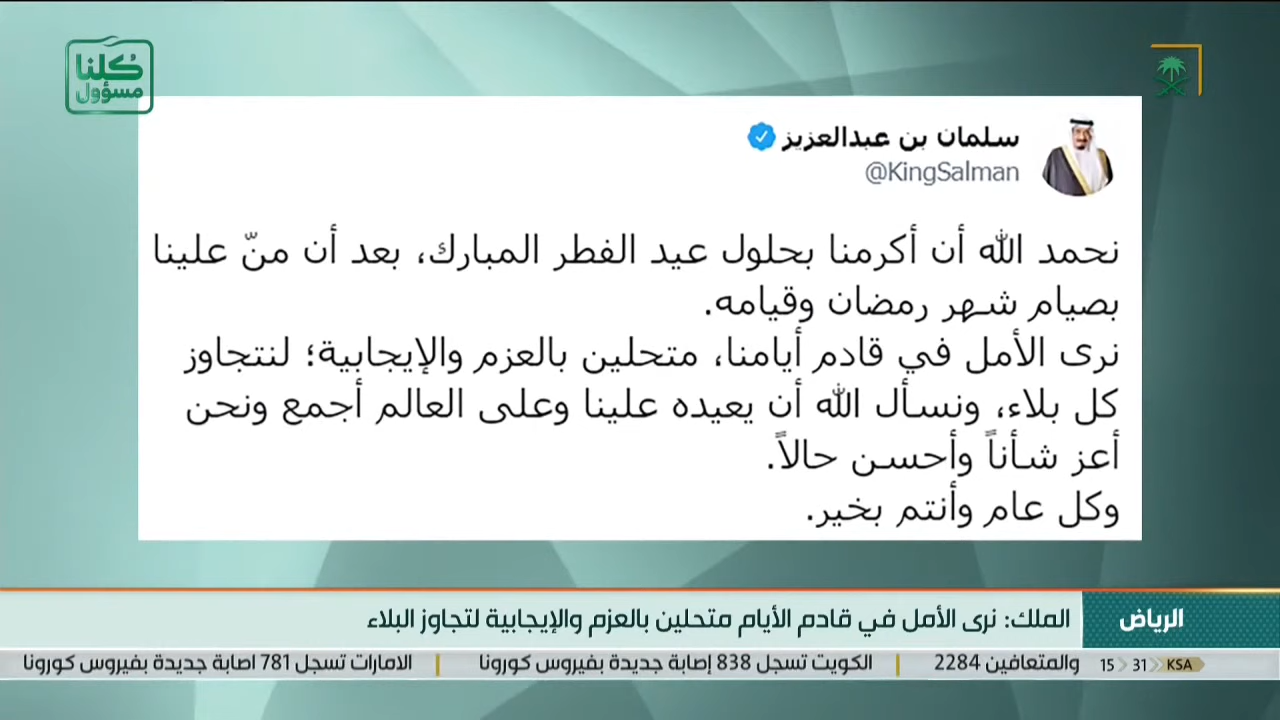 كُلنا
مسؤول
سلمان بن عبدالعزيز
@KingSalman
نحمد الله أن أكرمنا بحلول عيد الفطر المبارك، بعد أن منّ علينا
بصيام شهر رمضان وقيامه.
نرى الأمل في قادم أيامنا، متحلين بالعزم والإيجابية؛ لنتجاوز
كل بلاء، ونسأل الله أن يعيده علينا وعلى العالم أجمع ونحن
أعز شأناً وأحسن حالاً.
وكل عام وأنتم بخير.
الرياض
الملك: نرى الأمل في قادم الأيام متحلين بالعزم والإيجابية لتجاوز البلاء
KSA 15 31 والمتعافين 2284 | الكويت تسجل 838 إصابة جديدة بفيروس كورونا | الامارات تسجل 781 اصابة جديدة بفيروس كورونا